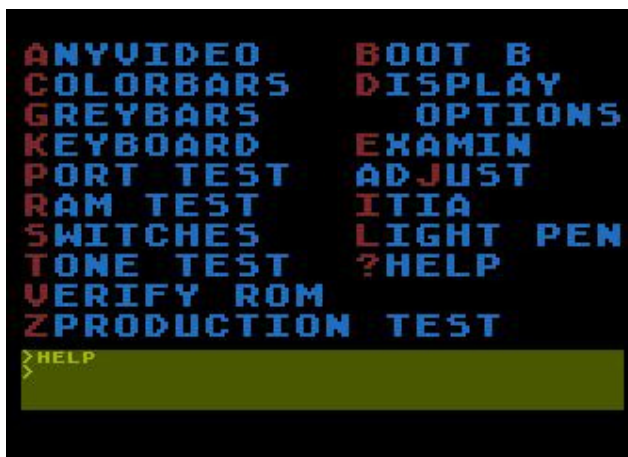 ANYVIDEO BOOT B
COLORBARS DISPLAY
GREYBARS OPTIONS
KEYBOARD EXAMIN
PORT TEST ADJUST
RAM TEST ITIA
SWITCHES LIGHT PEN
TONE TEST ?HELP
VERIFY ROM
ZPRODUCTION TEST
>HELP
>